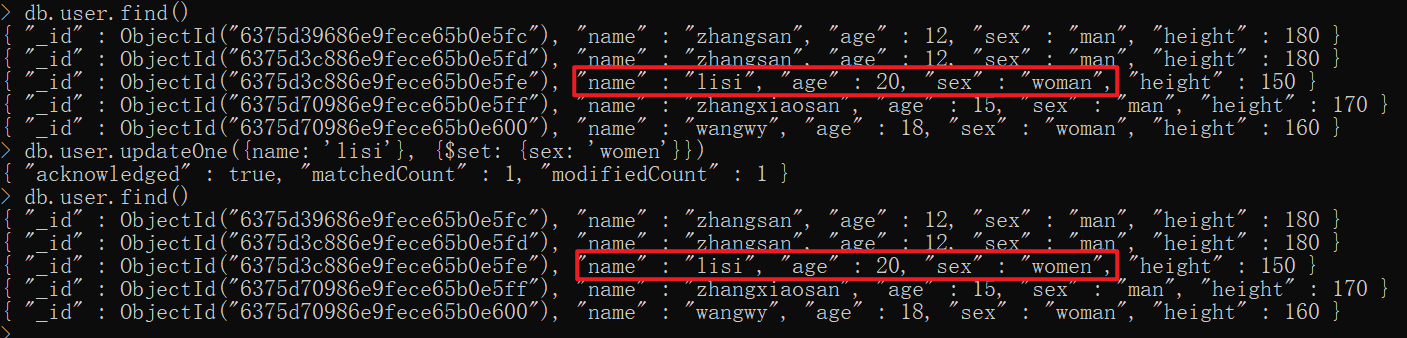 > db.user.find()
{ "_id" : ObjectId("6375d39686e9fece65b0e5fc"), "name" : "zhangsan", "age" : 12, "sex" : "man", "height" : 180 }
{ "_id" : ObjectId("6375d3c886e9fece65b0e5fd"), "name" : "zhangsan", "age" : 12, "sex" : "man", "height" : 180 }
{ "_id" : ObjectId("6375d3c886e9fece65b0e5fe"), "name" : "lisi", "age" : 20, "sex" : "woman", "height" : 150 }
{ "_id" : ObjectId("6375d70986e9fece65b0e5ff"), "name" : "zhangxiaosan", "age" : 15, "sex" : "man", "height" : 170 }
{ "_id" : ObjectId("6375d70986e9fece65b0e600"), "name" : "wangwy", "age" : 18, "sex" : "woman", "height" : 160 }
> db.user.updateOne({name: 'lisi'}, {$set: {sex: 'women'}})
{ "acknowledged" : true, "matchedCount" : 1, "modifiedCount" : 1 }
> db.user.find()
{ "_id" : ObjectId("6375d39686e9fece65b0e5fc"), "name" : "zhangsan", "age" : 12, "sex" : "man", "height" : 180 }
{ "_id" : ObjectId("6375d3c886e9fece65b0e5fd"), "name" : "zhangsan", "age" : 12, "sex" : "man", "height" : 180 }
{ "_id" : ObjectId("6375d3c886e9fece65b0e5fe"), "name" : "lisi", "age" : 20, "sex" : "women", "height" : 150 }
{ "_id" : ObjectId("6375d70986e9fece65b0e5ff"), "name" : "zhangxiaosan", "age" : 15, "sex" : "man", "height" : 170 }
{ "_id" : ObjectId("6375d70986e9fece65b0e600"), "name" : "wangwy", "age" : 18, "sex" : "woman", "height" : 160 }
>